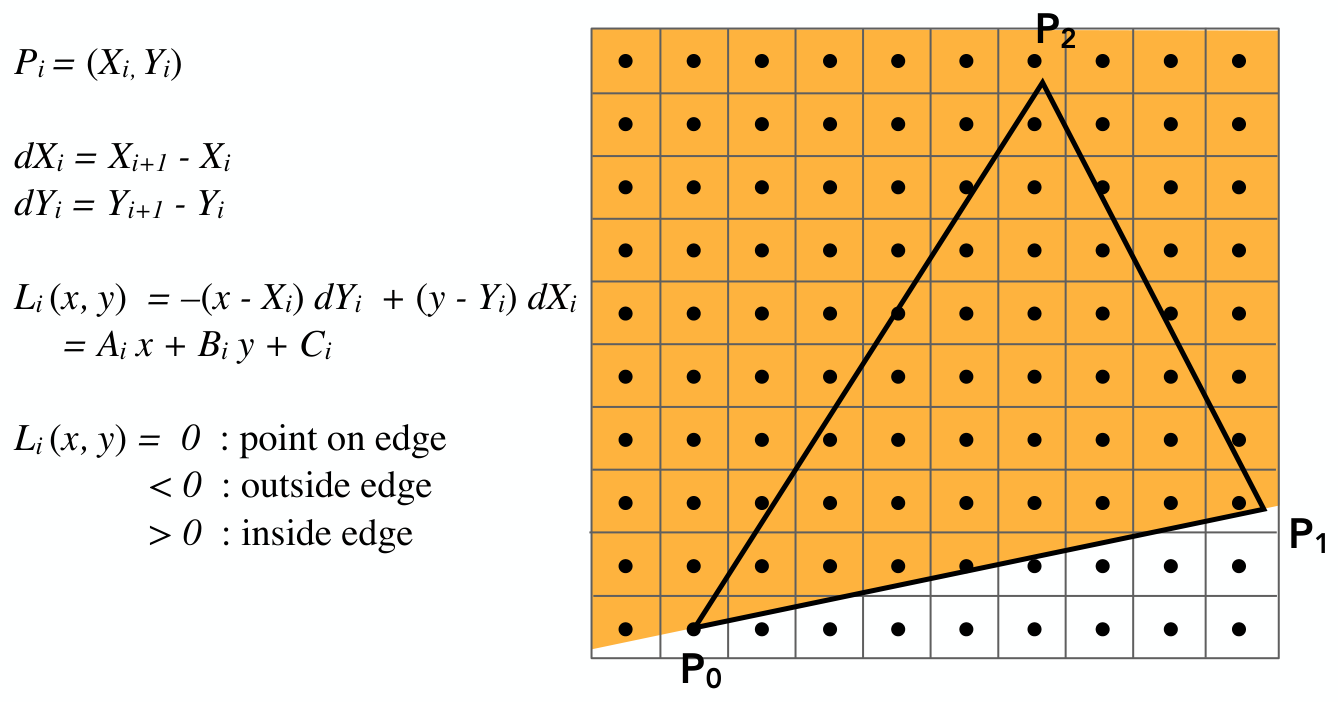 Pi = (Xi, Yi)
dXi = Xi+1 - Xi
dYi = Yi+1 - Yi
Li (x, y) = –(x - Xi) dYi + (y - Yi) dXi
= Ai x + Bi y + Ci
Li (x, y) = 0 : point on edge
< 0 : outside edge
> 0 : inside edge
P2
P1
P0